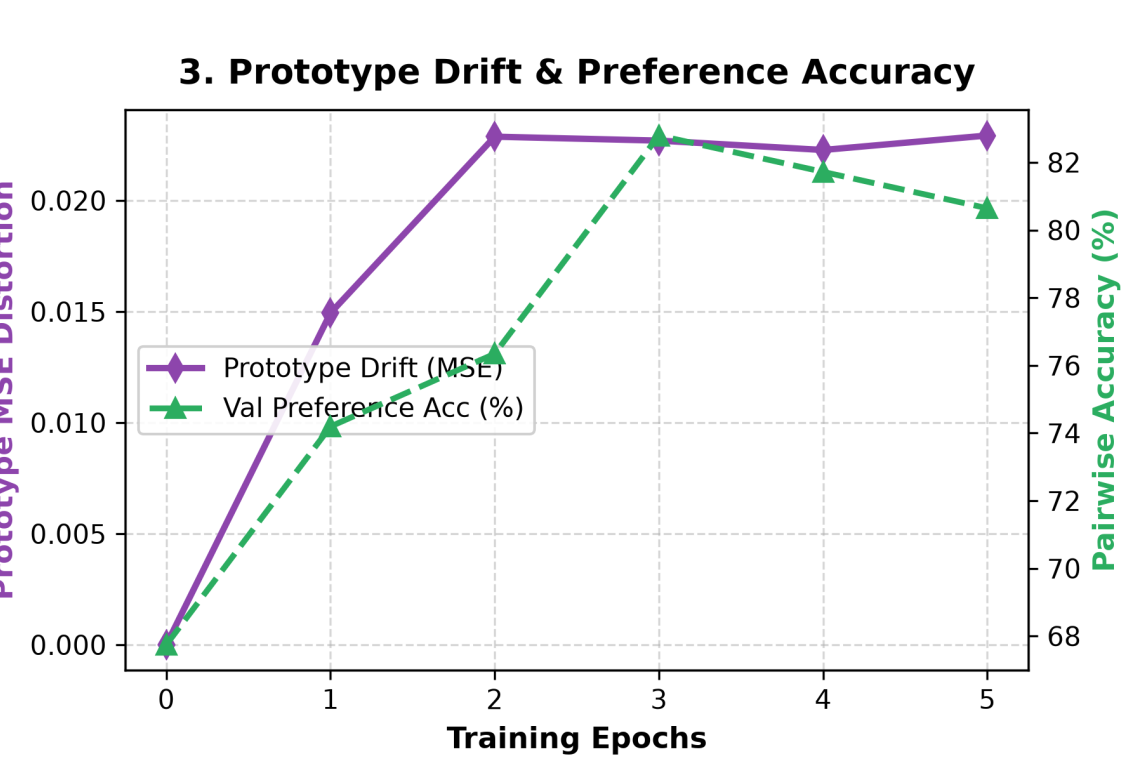 3. Prototype Drift & Preference Accuracy
Prototype MSE Distortion
0.020
0.015
0.010
0.005
0.000
Prototype Drift (MSE)
Val Preference Acc (%)
82
80
78
76
74
72
70
68
Pairwise Accuracy (%)
0 1 2 3 4 5
Training Epochs